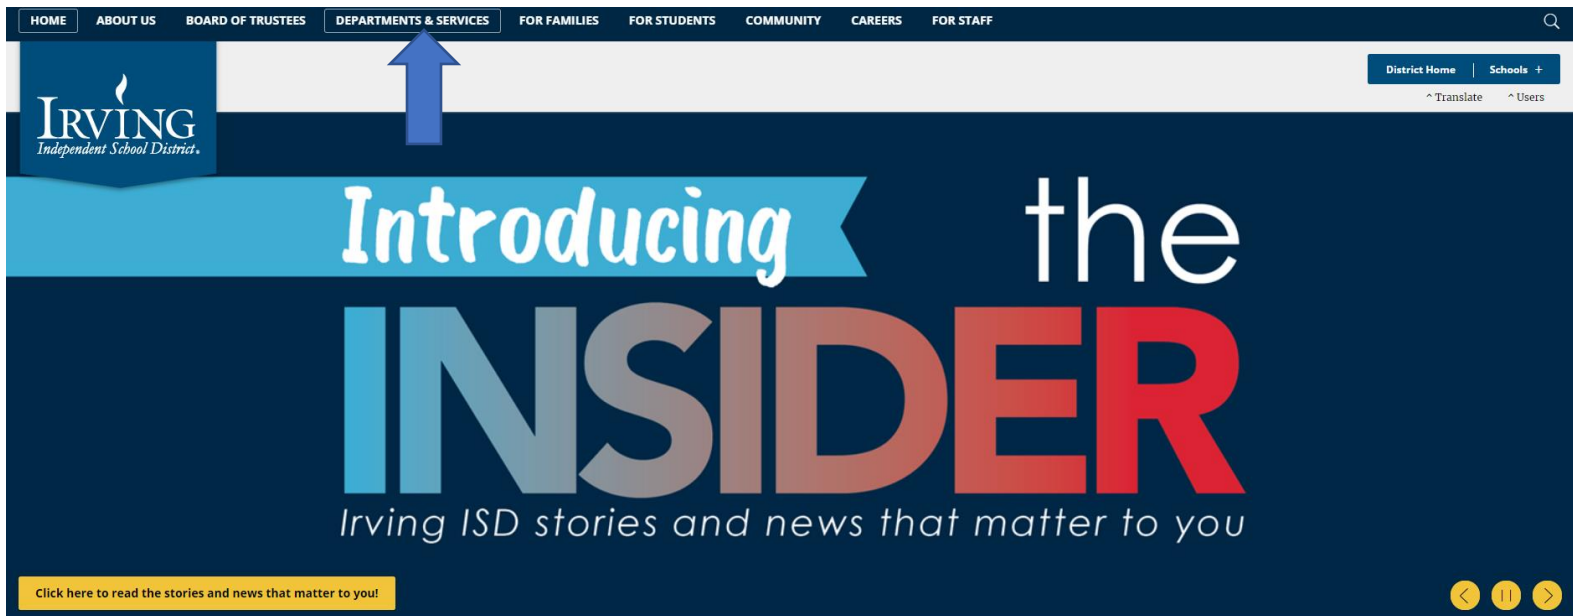 HOME ABOUT US BOARD OF TRUSTEES DEPARTMENTS & SERVICES FOR FAMILIES FOR STUDENTS COMMUNITY CAREERS FOR STAFF
District Home Schools +
^ Translate ^ Users
IRVING
Independent School District®
Introducing the
INSIDER
Irving ISD stories and news that matter to you
Click here to read the stories and news that matter to you!